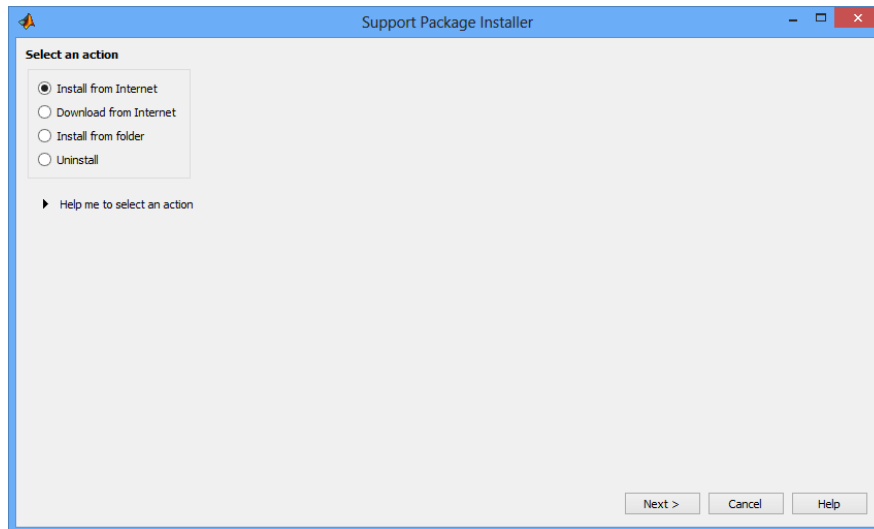 Support Package Installer
Select an action
Install from Internet
Download from Internet
Install from folder
Uninstall
Help me to select an action
Next > Cancel Help